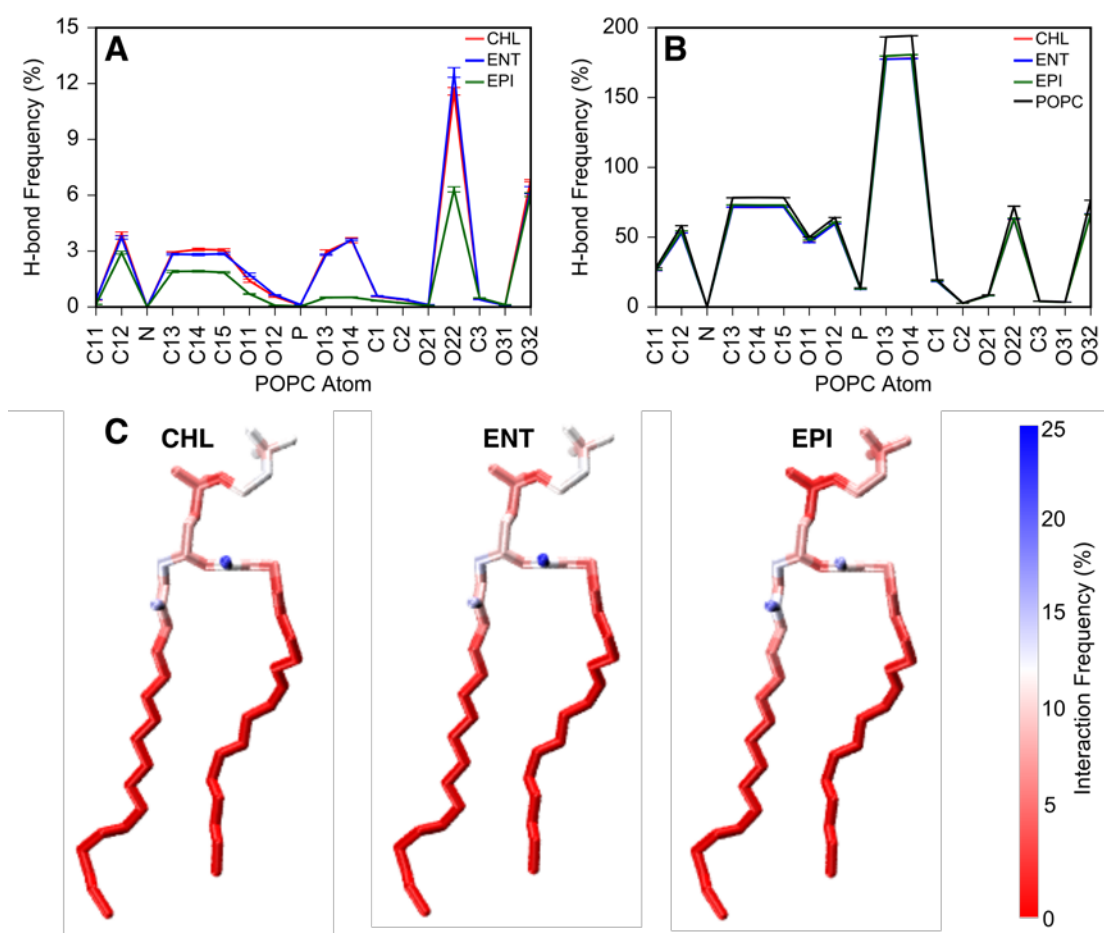 A
H-bond Frequency (%)
15
12
9
6
3
0
CHL
ENT
EPI
C11 C12 N C13 C14 C15 O11 O12 P O13 O14 C1 C2 O21 O22 C3 O31 O32
POPC Atom
B
H-bond Frequency (%)
200
150
100
50
0
CHL
ENT
EPI
POPC
C11 C12 N C13 C14 C15 O11 O12 P O13 O14 C1 C2 O21 O22 C3 O31 O32
POPC Atom
C
CHL
ENT
EPI
25
20
15
10
5
0
Interaction Frequency (%)